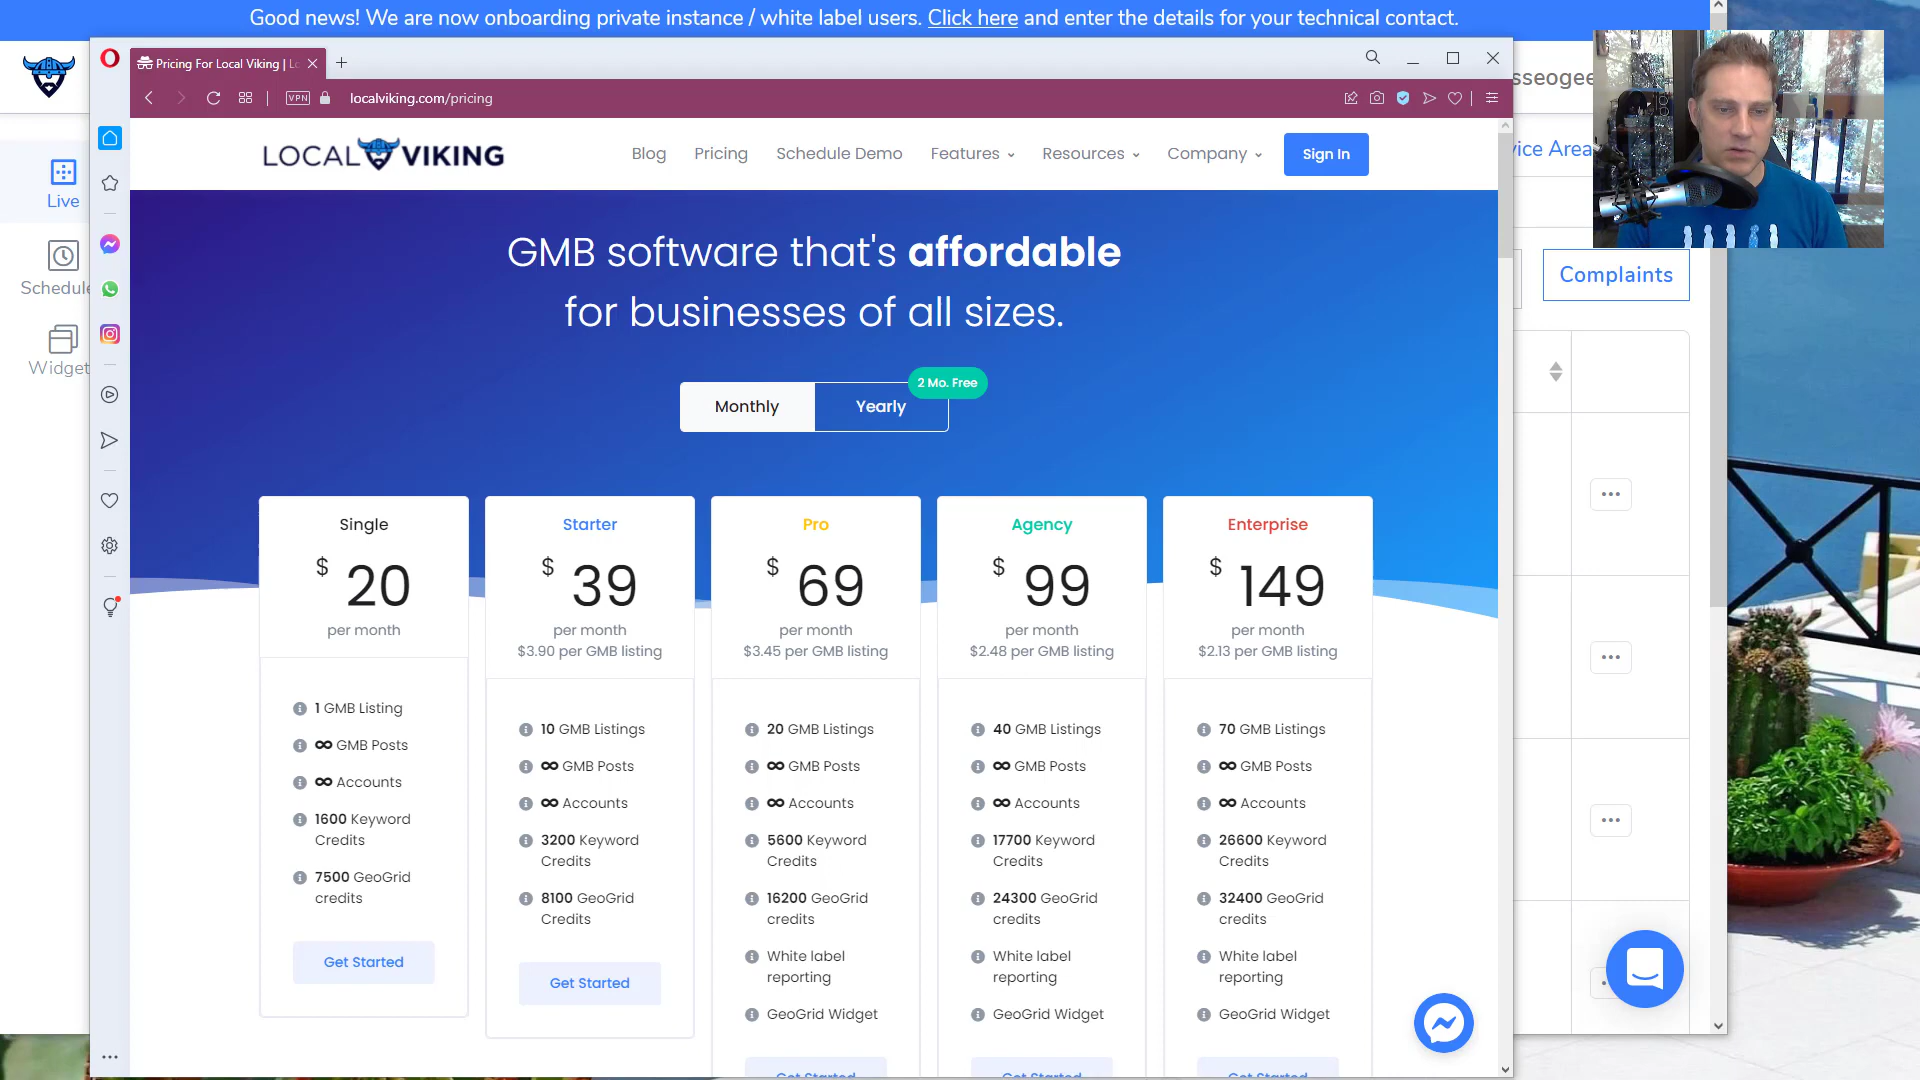 Good news! We are now onboarding private instance / white label users. Click here and enter the details for your technical contact.
Pricing For Local Viking | Lo
VPN
localviking.com/pricing
LOCAL VIKING
Blog
Pricing
Schedule Demo
Features
Resources
Company
Sign In
GMB software that's affordable
for businesses of all sizes.
Monthly
Yearly
2 Mo. Free
Single
$ 20
per month
1 GMB Listing
∞ GMB Posts
∞ Accounts
1600 Keyword
Credits
7500 GeoGrid
credits
Get Started
Starter
$ 39
per month
$3.90 per GMB listing
10 GMB Listings
∞ GMB Posts
∞ Accounts
3200 Keyword
Credits
8100 GeoGrid
Credits
Get Started
Pro
$ 69
per month
$3.45 per GMB listing
20 GMB Listings
∞ GMB Posts
∞ Accounts
5600 Keyword
Credits
16200 GeoGrid
credits
White label
reporting
GeoGrid Widget
Get Started
Agency
$ 99
per month
$2.48 per GMB listing
40 GMB Listings
∞ GMB Posts
∞ Accounts
17700 Keyword
Credits
24300 GeoGrid
credits
White label
reporting
GeoGrid Widget
Get Started
Enterprise
$ 149
per month
$2.13 per GMB listing
70 GMB Listings
∞ GMB Posts
∞ Accounts
26600 Keyword
Credits
32400 GeoGrid
credits
White label
reporting
GeoGrid Widget
Get Started
Live
Schedule
Widget
sseogee
vice Area
Complaints